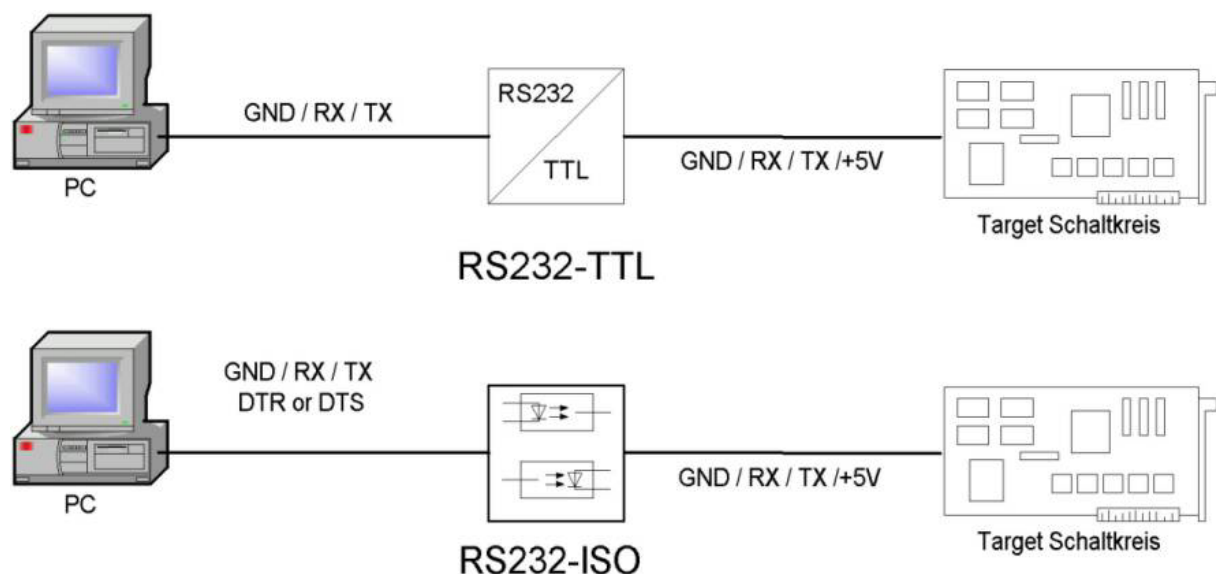 GND / RX / TX
RS232
TTL
GND / RX / TX /+5V
PC
Target Schaltkreis
RS232-TTL
GND / RX / TX
DTR or DTS
GND / RX / TX /+5V
PC
Target Schaltkreis
RS232-ISO